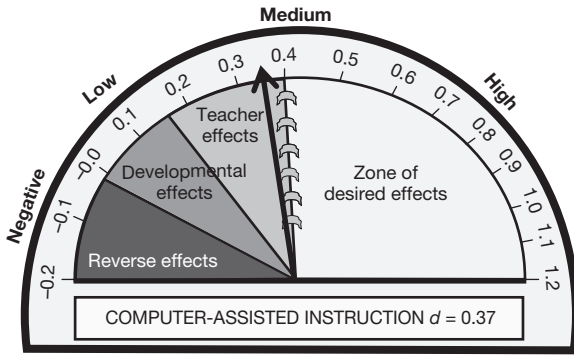 Medium
Low
High
Negative
-0.2
-0.1
-0.0
0.1
0.2
0.3
0.4
0.5
0.6
0.7
0.8
0.9
1.0
1.1
1.2
Teacher
effects
Developmental
effects
Reverse effects
Zone of
desired effects
COMPUTER-ASSISTED INSTRUCTION d = 0.37